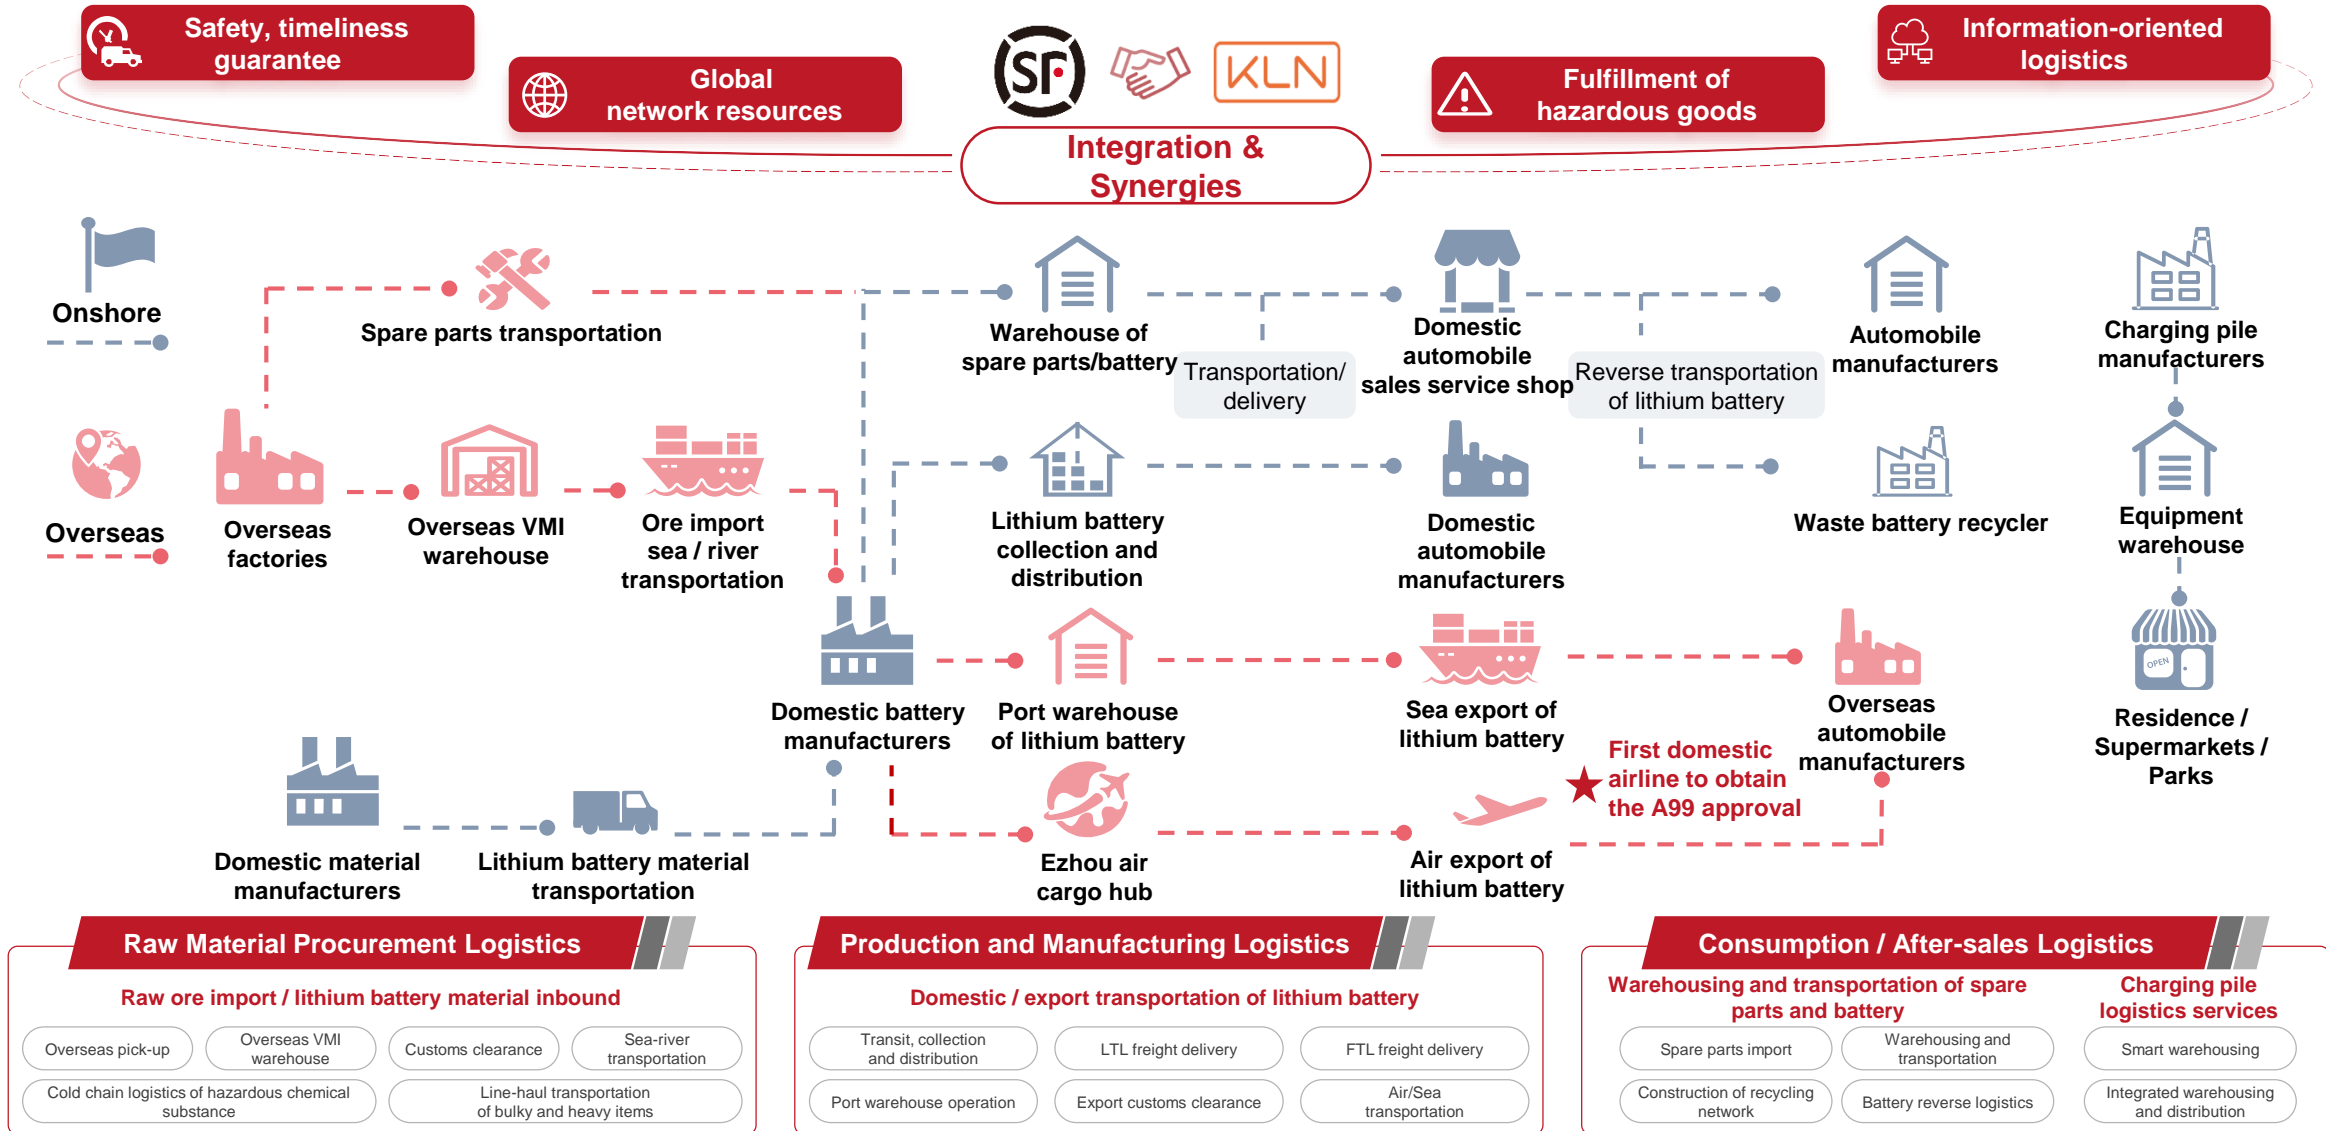 Safety, timeliness
guarantee
Global
network resources
SF
KLN
Fulfillment of
hazardous goods
Information-oriented
logistics
Integration &
Synergies
Onshore
Overseas
Spare parts transportation
Warehouse of
spare parts/battery
Transportation/
delivery
Domestic
automobile
sales service shop
Reverse transportation
of lithium battery
Automobile
manufacturers
Charging pile
manufacturers
Overseas
factories
Overseas VMI
warehouse
Ore import
sea / river
transportation
Lithium battery
collection and
distribution
Domestic
automobile
manufacturers
Waste battery recycler
Equipment
warehouse
Domestic battery
manufacturers
Port warehouse
of lithium battery
Sea export of
lithium battery
Overseas
automobile
manufacturers
OPEN
Residence /
Supermarkets /
Parks
First domestic
airline to obtain
the A99 approval
Domestic material
manufacturers
Lithium battery material
transportation
Ezhou air
cargo hub
Air export of
lithium battery
Raw Material Procurement Logistics
Raw ore import / lithium battery material inbound
Overseas pick-up
Overseas VMI
warehouse
Customs clearance
Sea-river
transportation
Cold chain logistics of hazardous chemical
substance
Line-haul transportation
of bulky and heavy items
Production and Manufacturing Logistics
Domestic / export transportation of lithium battery
Transit, collection
and distribution
LTL freight delivery
FTL freight delivery
Port warehouse operation
Export customs clearance
Air/Sea
transportation
Consumption / After-sales Logistics
Warehousing and transportation of spare
parts and battery
Spare parts import
Warehousing and
transportation
Construction of recycling
network
Battery reverse logistics
Charging pile
logistics services
Smart warehousing
Integrated warehousing
and distribution